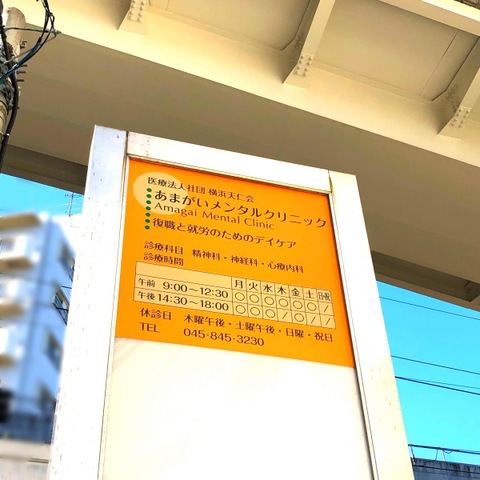 医療法人社団 横浜天仁会
あまがいメンタルクリニック
Amagai Mental Clinic
復職と就労のためのデイケア
診療科目 精神科・神経科・心療内科
診療時間 月 火 水 木 金 土 日・祝
午前 9:00〜12:30 ○ ○ ○ ○ ○ ○ /
午後 14:30〜18:00 ○ ○ ○ / ○ / /
休診日 木曜午後・土曜午後・日曜・祝日
TEL 045-845-3230